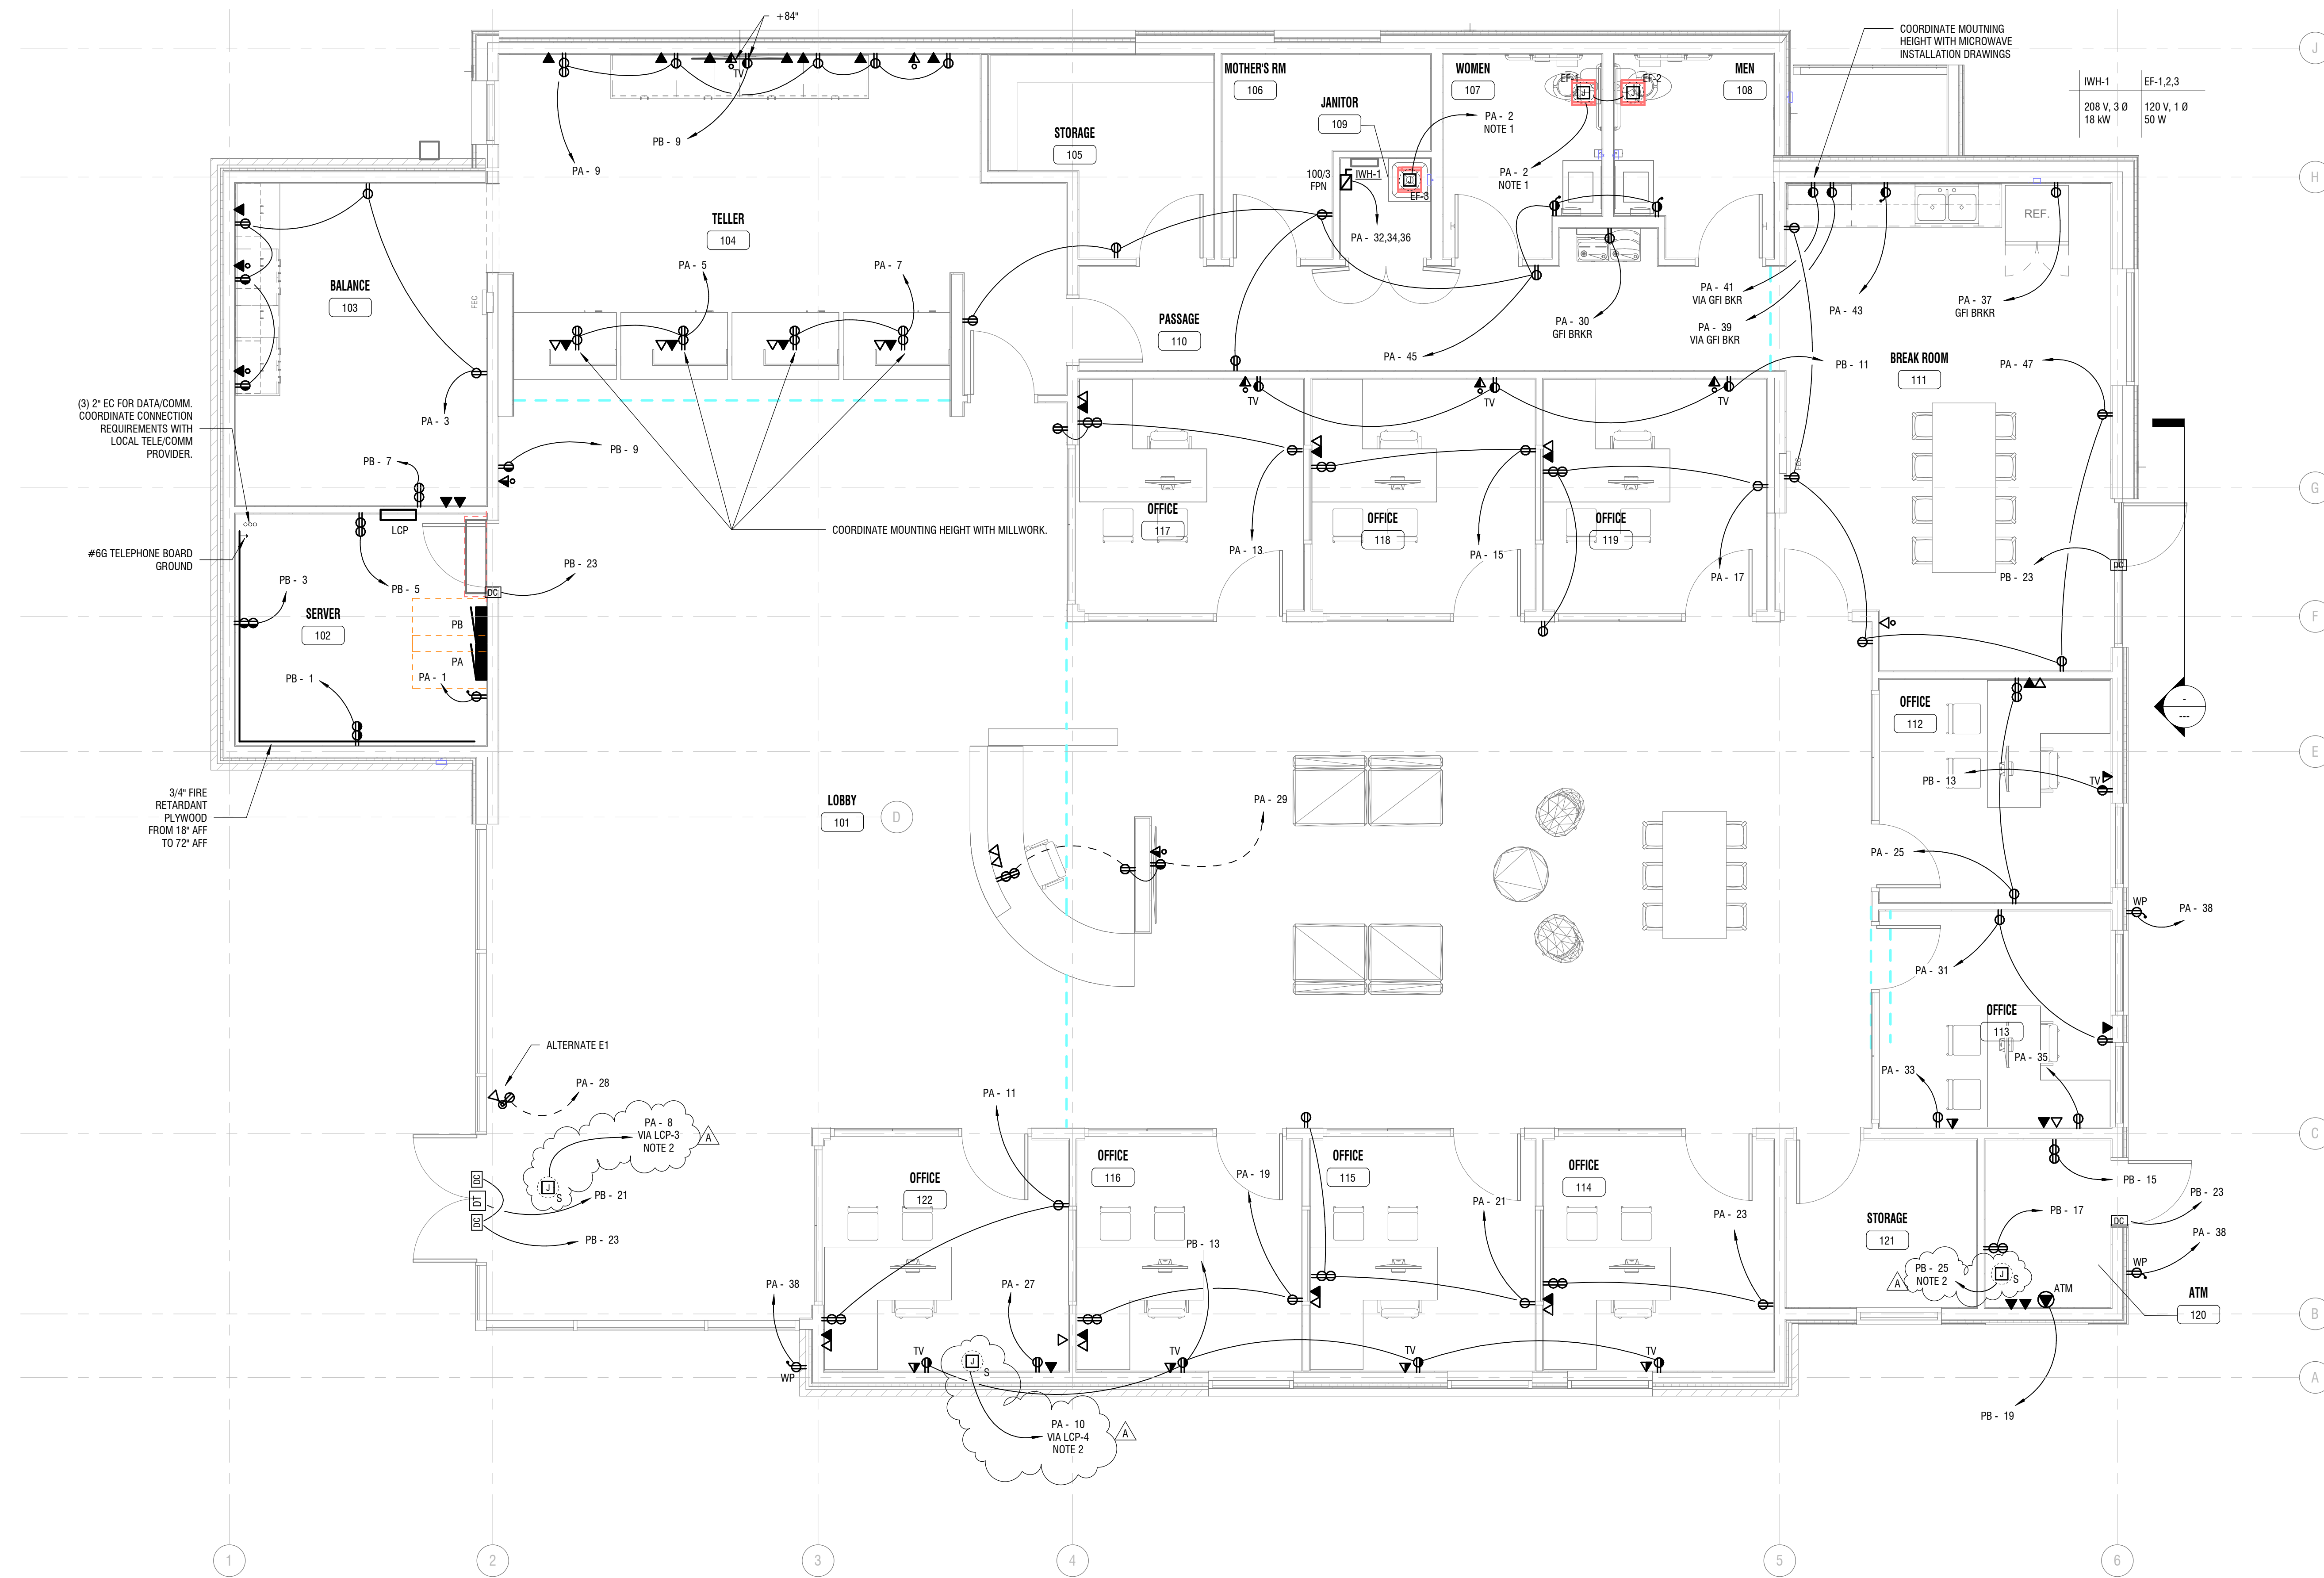 +84"
COORDINATE MOUTNING
HEIGHT WITH MICROWAVE
INSTALLATION DRAWINGS
J
IWH-1
EF-1,2,3
208 V, 3 Ø
18 kW
120 V, 1 Ø
50 W
TV
PB - 9
PA - 9
STORAGE
105
MOTHER'S RM
106
JANITOR
109
WOMEN
107
MEN
108
EF-1
EF-2
J
J
PA - 2
NOTE 1
PA - 2
NOTE 1
100/3
FPN
IWH-1
J
EF-3
PA - 32,34,36
H
REF.
TELLER
104
PA - 5
PA - 7
BALANCE
103
FEC
PASSAGE
110
PA - 41
VIA GFI BKR
PA - 39
VIA GFI BKR
PA - 30
GFI BRKR
PA - 43
PA - 37
GFI BRKR
PA - 45
PB - 11
BREAK ROOM
111
PA - 47
TV
TV
TV
(3) 2" EC FOR DATA/COMM.
COORDINATE CONNECTION
REQUIREMENTS WITH
LOCAL TELE/COMM
PROVIDER.
PA - 3
PB - 9
PB - 7
FEC
G
LCP
COORDINATE MOUNTING HEIGHT WITH MILLWORK.
OFFICE
117
OFFICE
118
OFFICE
119
PA - 13
PA - 15
PA - 17
#6G TELEPHONE BOARD
GROUND
PB - 3
PB - 5
PB - 23
DC
PB - 23
DC
SERVER
102
PB
PA
F
PB - 1
PA - 1
OFFICE
112
-
---
E
PB - 13
TV
3/4" FIRE
RETARDANT
PLYWOOD
FROM 18" AFF
TO 72" AFF
LOBBY
101
D
PA - 29
PA - 25
WP
PA - 38
PA - 31
OFFICE
113
PA - 35
PA - 33
ALTERNATE E1
PA - 28
PA - 8
VIA LCP-3
NOTE 2
A
PA - 11
C
DC
DT
DC
J
S
PB - 21
PB - 23
OFFICE
122
OFFICE
116
PA - 19
OFFICE
115
PA - 21
OFFICE
114
PA - 23
PB - 15
PB - 23
DC
PB - 17
PA - 38
STORAGE
121
PB - 13
PA - 38
PA - 27
A
PB - 25
NOTE 2
J
S
WP
ATM
ATM
120
B
WP
TV
J
S
TV
TV
TV
A
PA - 10
VIA LCP-4
NOTE 2
A
PB - 19
1
2
3
4
5
6